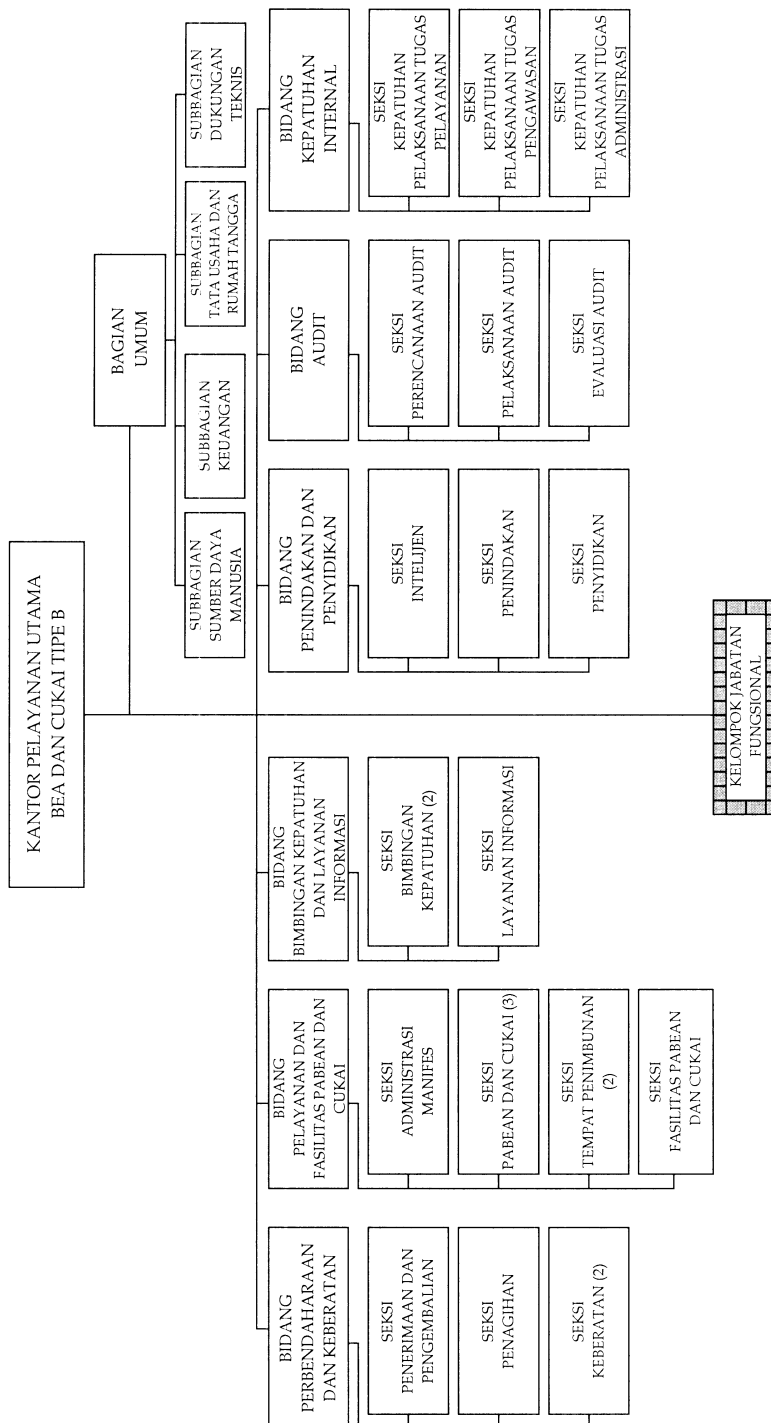 KANTOR PELAYANAN UTAMA
BEA DAN CUKAI TIPE B
BAGIAN
UMUM
SUBBAGIAN
SUMBER DAYA
MANUSIA
SUBBAGIAN
KEUANGAN
SUBBAGIAN
TATA USAHA DAN
RUMAH TANGGA
SUBBAGIAN
DUKUNGAN
TEKNIS
BIDANG
PERBENDAHARAAN
DAN KEBERATAN
SEKSI
PENERIMAAN DAN
PENGEMBALIAN
SEKSI
PENAGIHAN
SEKSI
KEBERATAN (2)
BIDANG
PELAYANAN DAN
FASILITAS PABEAN DAN
CUKAI
SEKSI
ADMINISTRASI
MANIFES
SEKSI
PABEAN DAN CUKAI (3)
SEKSI
TEMPAT PENIMBUNAN
(2)
SEKSI
FASILITAS PABEAN
DAN CUKAI
BIDANG
BIMBINGAN KEPATUHAN
DAN LAYANAN
INFORMASI
SEKSI
BIMBINGAN
KEPATUHAN (2)
SEKSI
LAYANAN INFORMASI
BIDANG
PENINDAKAN DAN
PENYIDIKAN
SEKSI
INTELIJEN
SEKSI
PENINDAKAN
SEKSI
PENYIDIKAN
BIDANG
AUDIT
SEKSI
PERENCANAAN AUDIT
SEKSI
PELAKSANAAN AUDIT
SEKSI
EVALUASI AUDIT
BIDANG
KEPATUHAN
INTERNAL
SEKSI
KEPATUHAN
PELAKSANAAN TUGAS
PELAYANAN
SEKSI
KEPATUHAN
PELAKSANAAN TUGAS
PENGAWASAN
SEKSI
KEPATUHAN
PELAKSANAAN TUGAS
ADMINISTRASI
KELOMPOK JABATAN
FUNGSIONAL